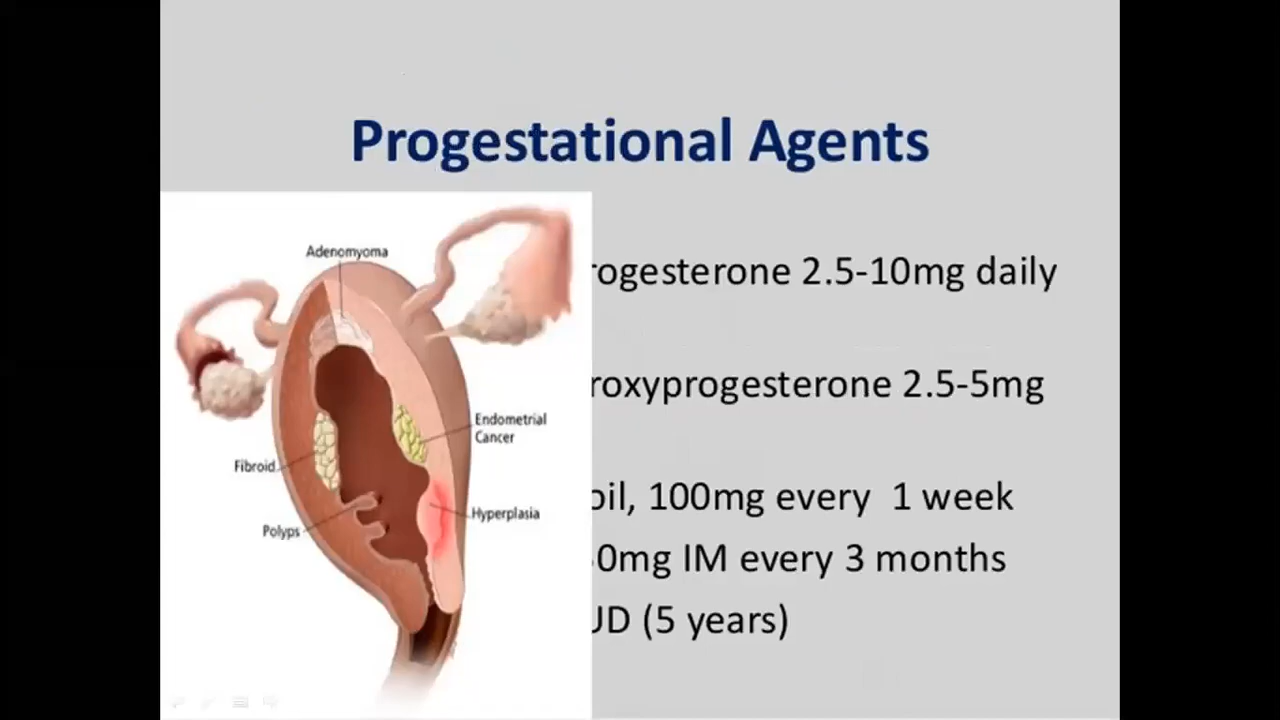 Progestational Agents
rogesterone 2.5-10mg daily
roxyprogesterone 2.5-5mg
oil, 100mg every 1 week
0mg IM every 3 months
UD (5 years)
Adenomyoma
Endometrial
Cancer
Fibroid
Hyperplasia
Polyps